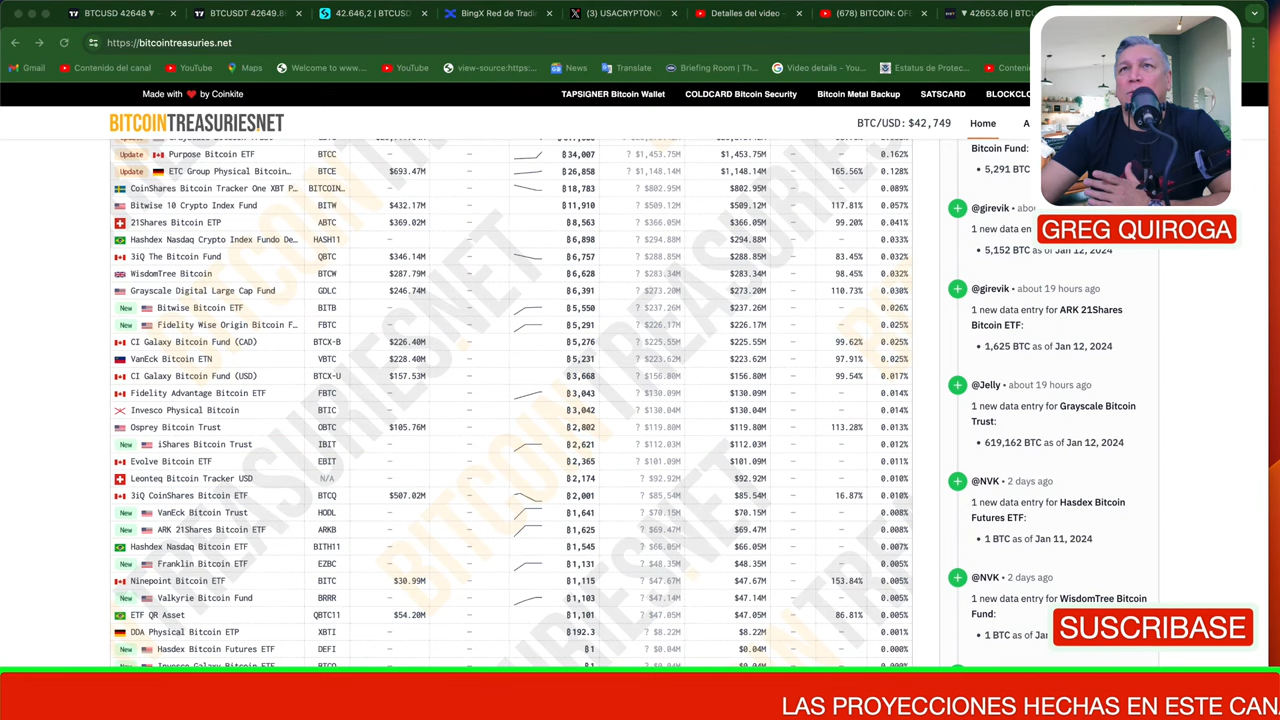 BTCUSD 42648 ▼
BTCUSDT 42649.8
42.646,2 | BTCUSD
BingX Red de Tradi
(3) USACRYPTONO
Detalles del video -
(678) BITCOIN: OFE
▼ 42653.66 | BTCU
https://bitcointreasuries.net
Gmail
Contenido del canal
YouTube
Maps
Welcome to www....
YouTube
view-source:https:...
News
Translate
Briefing Room | Th...
Video details - You...
Estatus de Protec...
Conteni
Made with ❤ by Coinkite
TAPSIGNER Bitcoin Wallet
COLDCARD Bitcoin Security
Bitcoin Metal Backup
SATSCARD
BLOCKCLO
BITCOINTREASURIES.NET
BTC/USD: $42,749
Home
A
Update Purpose Bitcoin ETF BTCC ₿34,007 ? $1,453.75M $1,453.75M – 0.162%
Update ETC Group Physical Bitcoin… BTCE $693.47M – ₿26,858 ? $1,148.14M $1,148.14M – 165.56% 0.128%
CoinShares Bitcoin Tracker One XBT P… BITCOIN… – ₿18,783 ? $802.95M $802.95M – – 0.089%
Bitwise 10 Crypto Index Fund BITW $432.17M – ₿11,910 ? $509.12M $509.12M – 117.81% 0.057%
21Shares Bitcoin ETP ABTC $369.02M – ₿8,563 ? $366.05M $366.05M – 99.20% 0.041%
Hashdex Nasdaq Crypto Index Fundo De… HASH11 – ₿6,898 ? $294.88M $294.88M – – 0.033%
3iQ The Bitcoin Fund QBTC $346.14M – ₿6,757 ? $288.85M $288.85M – 83.45% 0.032%
WisdomTree Bitcoin BTCW $287.79M – ₿6,628 ? $283.34M $283.34M – 98.45% 0.032%
Grayscale Digital Large Cap Fund GDLC $246.74M – ₿6,391 ? $273.20M $273.20M – 110.73% 0.030%
New Bitwise Bitcoin ETF BITB – ₿5,550 ? $237.26M $237.26M – – 0.026%
New Fidelity Wise Origin Bitcoin F… FBTC – ₿5,291 ? $226.17M $226.17M – – 0.025%
CI Galaxy Bitcoin Fund (CAD) BTCX-B $226.40M – ₿5,276 ? $225.55M $225.55M – 99.62% 0.025%
VanEck Bitcoin ETN VBTC $228.40M – ₿5,231 ? $223.62M $223.62M – 97.91% 0.025%
CI Galaxy Bitcoin Fund (USD) BTCX-U $157.53M – ₿3,668 ? $156.80M $156.80M – 99.54% 0.017%
Fidelity Advantage Bitcoin ETF FBTC – ₿3,043 ? $130.09M $130.09M – – 0.014%
Invesco Physical Bitcoin BTIC – ₿3,042 ? $130.04M $130.04M – – 0.014%
Osprey Bitcoin Trust OBTC $105.76M – ₿2,802 ? $119.80M $119.80M – 113.28% 0.013%
New iShares Bitcoin Trust IBIT – ₿2,621 ? $112.03M $112.03M – – 0.012%
Evolve Bitcoin ETF EBIT – ₿2,365 ? $101.09M $101.09M – – 0.011%
Leonteq Bitcoin Tracker USD N/A – ₿2,174 ? $92.92M $92.92M – – 0.010%
3iQ CoinShares Bitcoin ETF BTCQ $507.02M – ₿2,001 ? $85.54M $85.54M – 16.87% 0.010%
New VanEck Bitcoin Trust HODL – ₿1,641 ? $70.15M $70.15M – – 0.008%
New ARK 21Shares Bitcoin ETF ARKB – ₿1,625 ? $69.47M $69.47M – – 0.008%
Hashdex Nasdaq Bitcoin ETF BITH11 – ₿1,545 ? $66.05M $66.05M – – 0.007%
New Franklin Bitcoin ETF EZBC – ₿1,131 ? $48.35M $48.35M – – 0.005%
Ninepoint Bitcoin ETF BITC $30.99M – ₿1,115 ? $47.67M $47.67M – 153.84% 0.005%
New Valkyrie Bitcoin Fund BRRR – ₿1,103 ? $47.14M $47.14M – – 0.005%
ETF QR Asset QBTC11 $54.20M – ₿1,101 ? $47.05M $47.05M – 86.81% 0.005%
DDA Physical Bitcoin ETP XBTI – ₿192.3 ? $8.22M $8.22M – – 0.001%
New Hasdex Bitcoin Futures ETF DEFI – ₿1 ? $0.04M $0.04M – – 0.000%
Bitcoin Fund:
• 5,291
@girevik • abo
1 new data en
5,152 BTC as of Jan 12, 2024
@girevik • about 19 hours ago
1 new data entry for ARK 21Shares
Bitcoin ETF:
• 1,625 BTC as of Jan 12, 2024
@Jelly • about 19 hours ago
1 new data entry for Grayscale Bitcoin
Trust:
• 619,162 BTC as of Jan 12, 2024
@NVK • 2 days ago
1 new data entry for Hasdex Bitcoin
Futures ETF:
• 1 BTC as of Jan 11, 2024
@NVK • 2 days ago
1 new data entry for WisdomTree Bitcoin
Fund:
• 1 BTC as of Ja
GREG QUIROGA
SUSCRIBASE
LAS PROYECCIONES HECHAS EN ESTE CAN